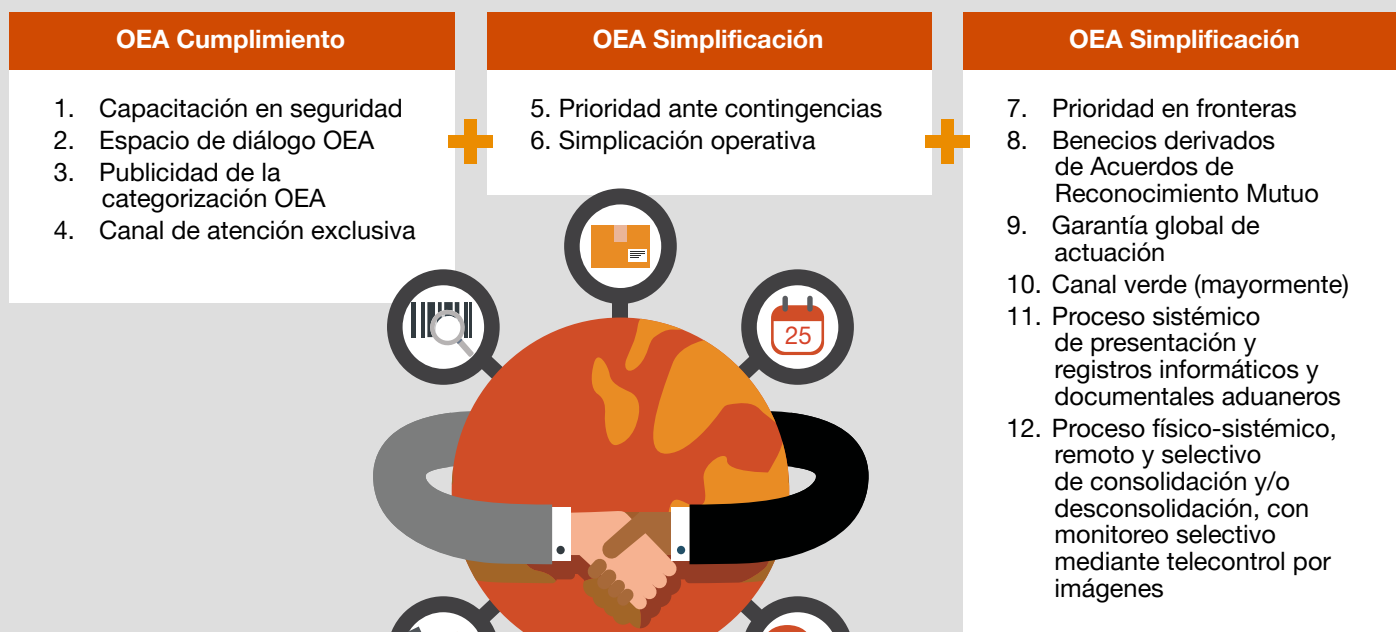 OEA Cumplimiento
1. Capacitación en seguridad
2. Espacio de diálogo OEA
3. Publicidad de la
categorización OEA
4. Canal de atención exclusiva
OEA Simplificación
5. Prioridad ante contingencias
6. Simplicación operativa
25
OEA Simplificación
7. Prioridad en fronteras
8. Benecios derivados
de Acuerdos de
Reconocimiento Mutuo
9. Garantía global de
actuación
10. Canal verde (mayormente)
11. Proceso sistémico
de presentación y
registros informáticos y
documentales aduaneros
12. Proceso físico-sistémico,
remoto y selectivo
de consolidación y/o
desconsolidación, con
monitoreo selectivo
mediante telecontrol por
imágenes